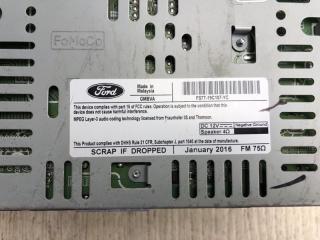 FoMoCo
Ford
Made in
Malaysia
GMEVA
FS7T-19C107-YC
This device complies with part 15 of FCC rules. Operation is subject to the condition that this
device does not cause harmful interference.
MPEG Layer-3 audio coding technology licensed from Fraunhofer IIS and Thomson.
DC 12V Negative Ground
Speaker 4Ω
This Product complies with DHHS Rule 21 CFR, Subchapter J, part 1040 at the date of manufacture.
SCRAP IF DROPPED January 2016 FM 75Ω